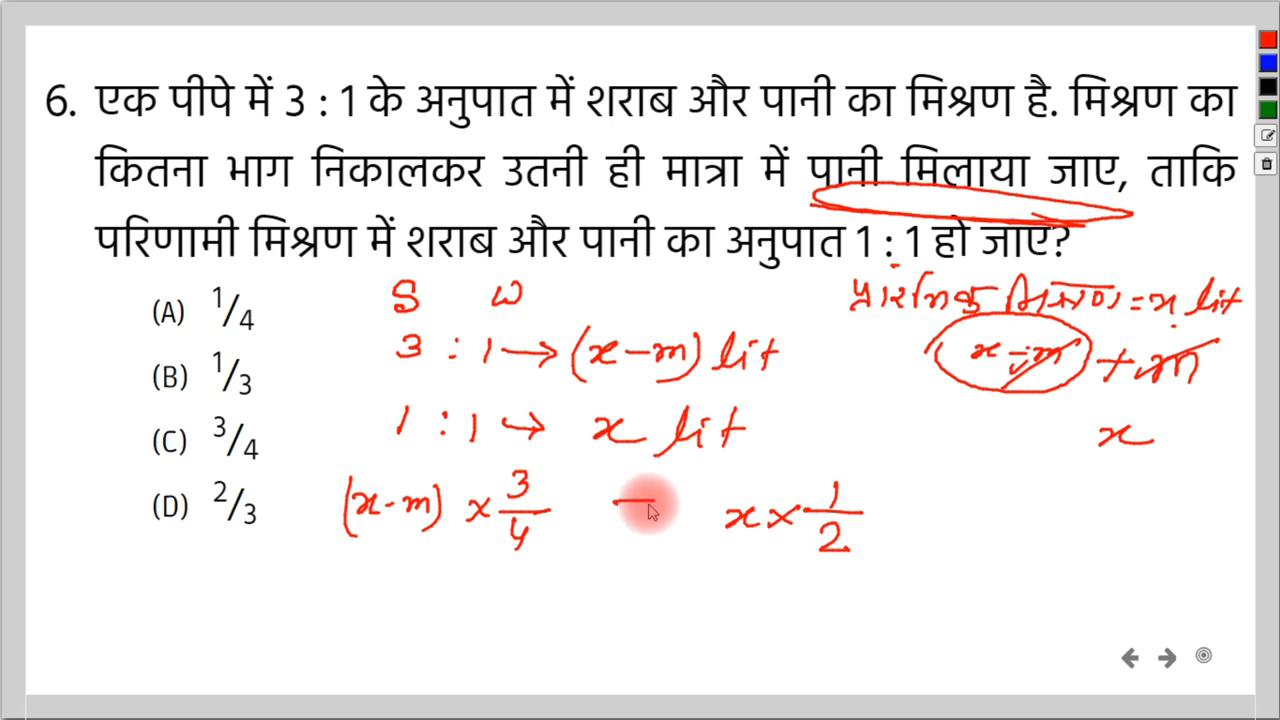 6. एक पीपे में 3 : 1 के अनुपात में शराब और पानी का मिश्रण है. मिश्रण का
कितना भाग निकालकर उतनी ही मात्रा में पानी मिलाया जाए, ताकि
परिणामी मिश्रण में शराब और पानी का अनुपात 1 : 1 हो जाए?
(A) 1/4
(B) 1/3
(C) 3/4
(D) 2/3
S W
3 : 1 → (x-m) lit
1 : 1 → x lit
(x-m) × 3/4 = x × 1/2
प्रारंभिक मिश्रण = x lit
x-m + m
x